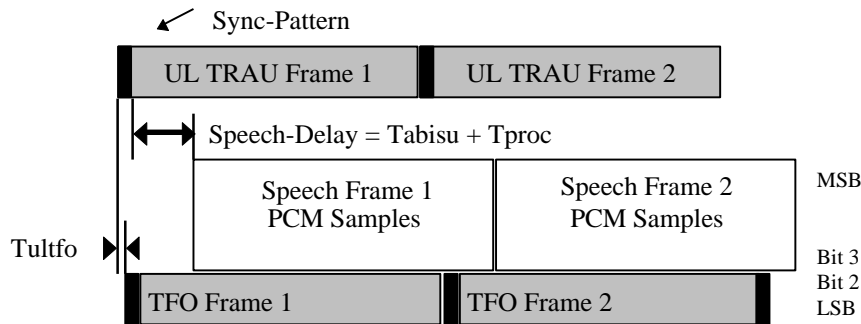 Sync-Pattern
UL TRAU Frame 1
UL TRAU Frame 2
Speech-Delay = Tabisu + Tproc
Speech Frame 1
PCM Samples
Speech Frame 2
PCM Samples
MSB
Tultfo
Bit 3
Bit 2
LSB
TFO Frame 1
TFO Frame 2